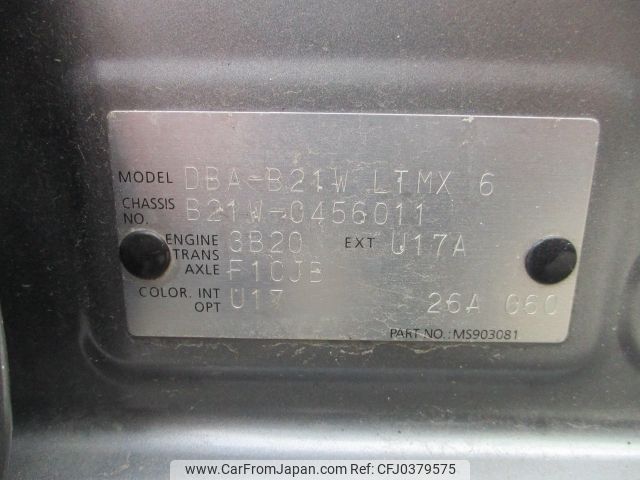 MODEL DBA-B21W LTMX 6
CHASSIS NO. B21W-0456011
ENGINE 3B20 EXT U17A
TRANS AXLE F1CJB
COLOR. INT OPT U17 26A 060
PART NO.: MS903081
www.CarFromJapan.com ID:CFJ0379575